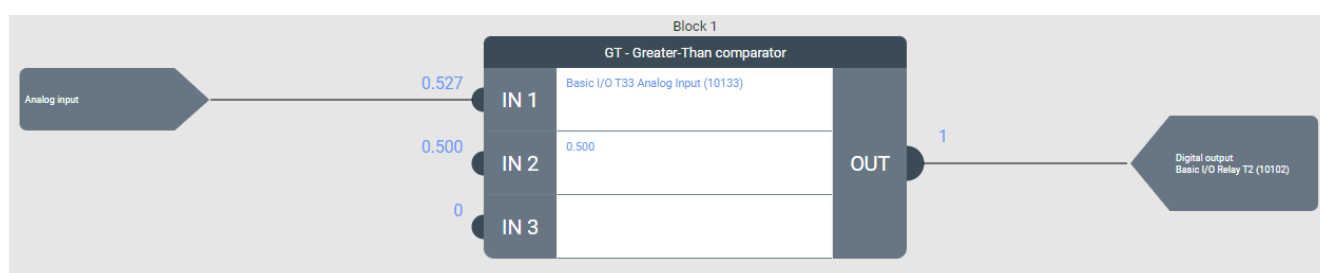 Block 1
GT - Greater-Than comparator
Analog input
0.527
IN 1
Basic I/O T33 Analog Input (10133)
0.500
IN 2
0.500
OUT
1
Digital output
Basic I/O Relay T2 (10102)
0
IN 3